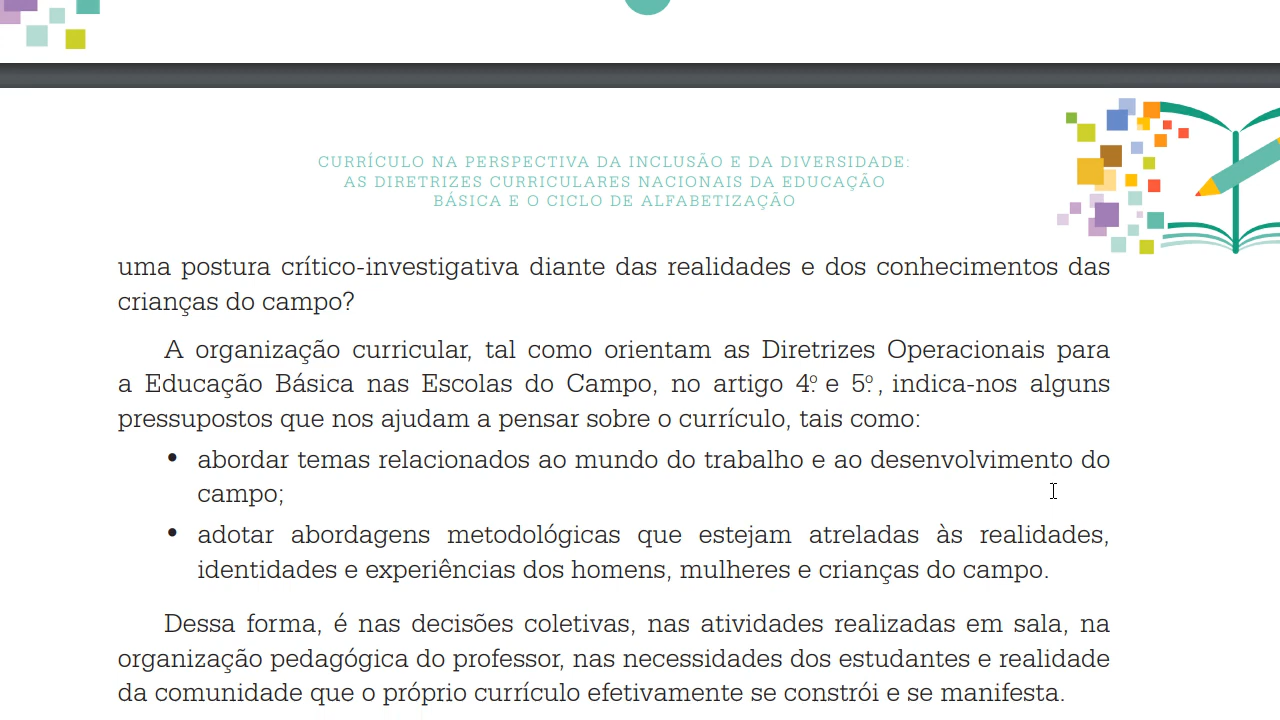 CURRÍCULO NA PERSPECTIVA DA INCLUSÃO E DA DIVERSIDADE:
AS DIRETRIZES CURRICULARES NACIONAIS DA EDUCAÇÃO
BÁSICA E O CICLO DE ALFABETIZAÇÃO
uma postura crítico-investigativa diante das realidades e dos conhecimentos das
crianças do campo?
A organização curricular, tal como orientam as Diretrizes Operacionais para
a Educação Básica nas Escolas do Campo, no artigo 4.º e 5.º, indica-nos alguns
pressupostos que nos ajudam a pensar sobre o currículo, tais como:
• abordar temas relacionados ao mundo do trabalho e ao desenvolvimento do
campo;
• adotar abordagens metodológicas que estejam atreladas às realidades,
identidades e experiências dos homens, mulheres e crianças do campo.
Dessa forma, é nas decisões coletivas, nas atividades realizadas em sala, na
organização pedagógica do professor, nas necessidades dos estudantes e realidade
da comunidade que o próprio currículo efetivamente se constrói e se manifesta.